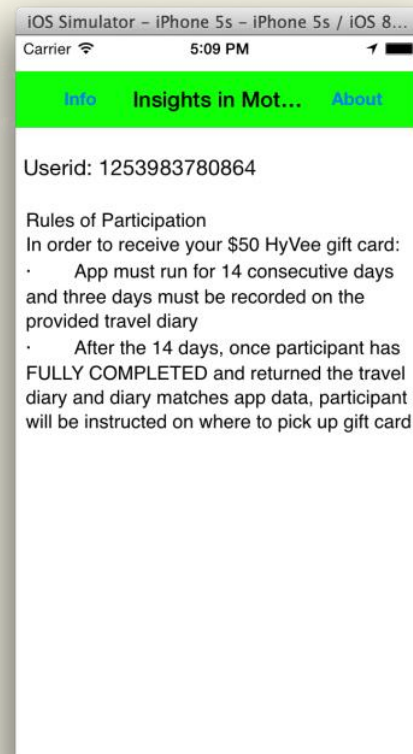 iOS Simulator – iPhone 5s – iPhone 5s / iOS 8...
Carrier 5:09 PM
Info Insights in Mot... About
Userid: 1253983780864
Rules of Participation
In order to receive your $50 HyVee gift card:
· App must run for 14 consecutive days
and three days must be recorded on the
provided travel diary
· After the 14 days, once participant has
FULLY COMPLETED and returned the travel
diary and diary matches app data, participant
will be instructed on where to pick up gift card